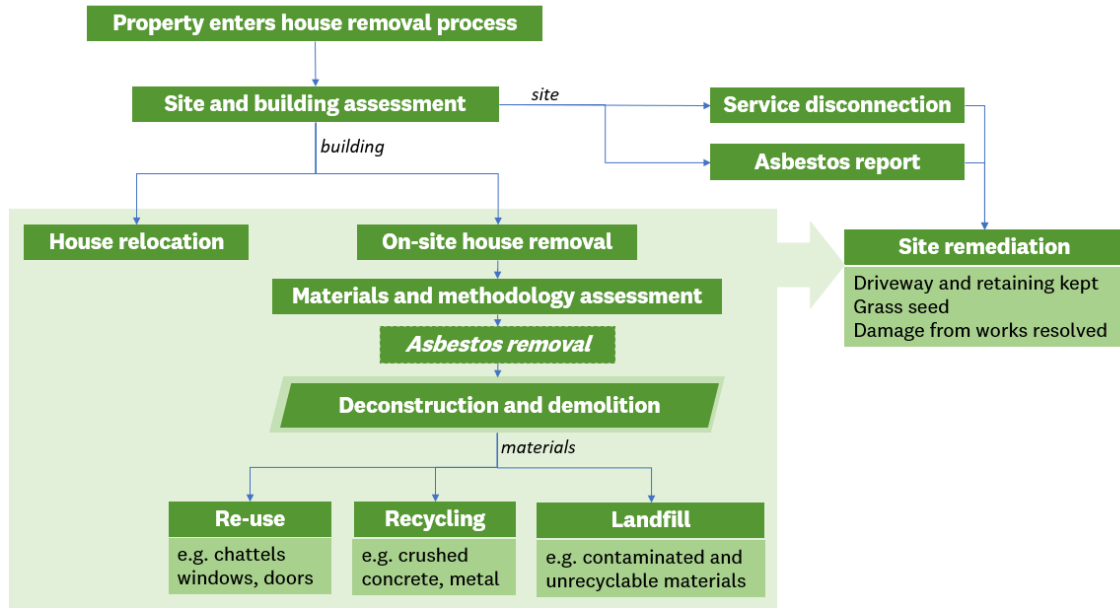 Property enters house removal process
Site and building assessment
site
Service disconnection
building
Asbestos report
House relocation
On-site house removal
Site remediation
Driveway and retaining kept
Grass seed
Damage from works resolved
Materials and methodology assessment
Asbestos removal
Deconstruction and demolition
materials
Re-use
e.g. chattels
windows, doors
Recycling
e.g. crushed
concrete, metal
Landfill
e.g. contaminated and
unrecyclable materials